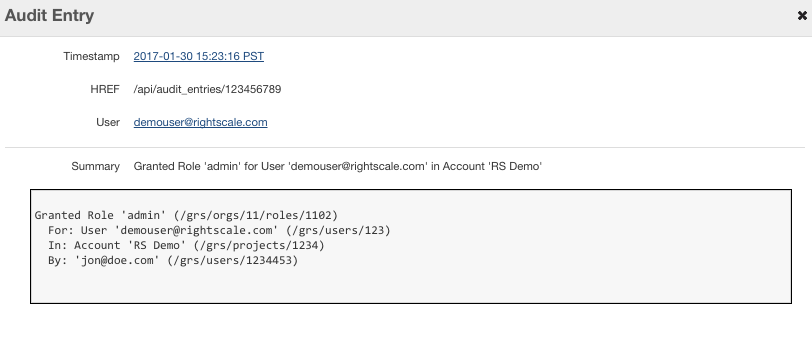 Audit Entry
Timestamp 2017-01-30 15:23:16 PST
HREF /api/audit_entries/123456789
User demouser@rightscale.com
Summary Granted Role 'admin' for User 'demouser@rightscale.com' in Account 'RS Demo'
Granted Role 'admin' (/grs/orgs/11/roles/1102)
For: User 'demouser@rightscale.com' (/grs/users/123)
In: Account 'RS Demo' (/grs/projects/1234)
By: 'jon@doe.com' (/grs/users/1234453)